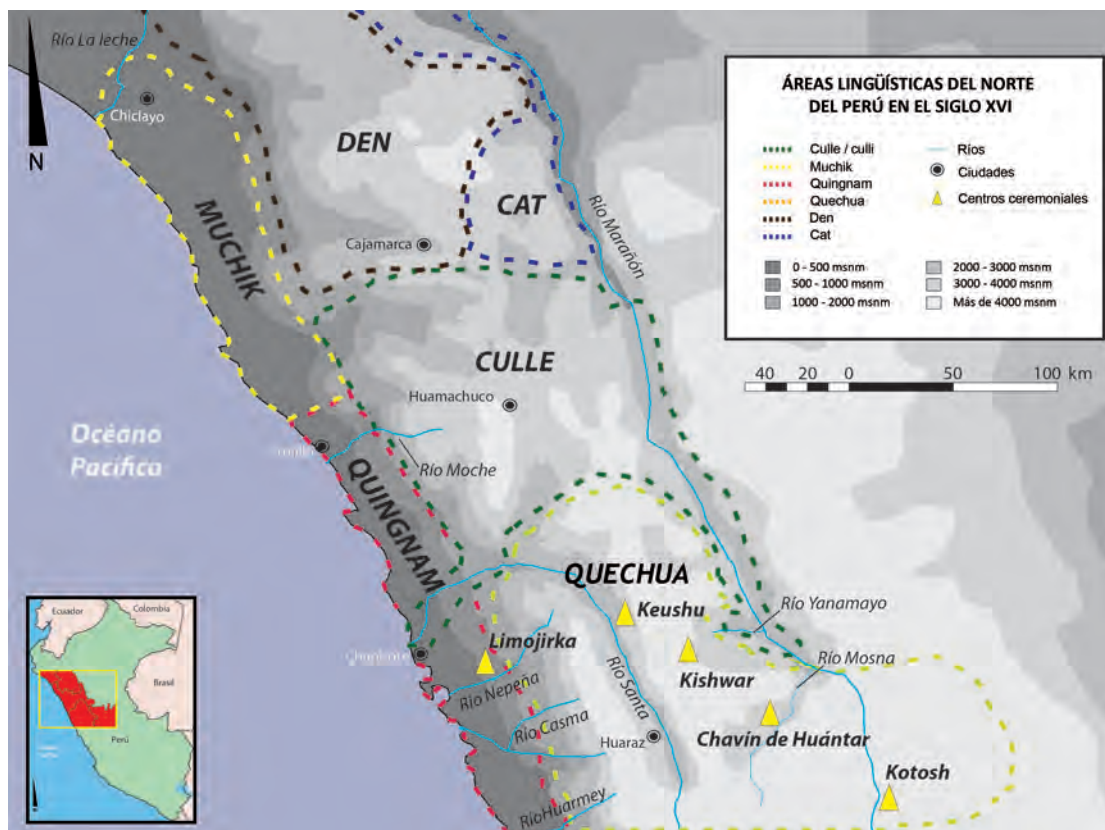 Río La leche
Chiclayo
N
DEN
CAT
MUCHIK
Cajamarca
Río Marañón
CULLE
Huamachuco
Océano
Pacífico
Río Moche
QUINGNAM
QUECHUA
Keushu
Río Yanamayo
Limojirka
Kishwar
Río Mosna
Río Nepeña
Río Santa
Río Casma
Huaraz
Chavín de Huántar
Kotosh
Río Huarmey
ÁREAS LINGÜÍSTICAS DEL NORTE
DEL PERÚ EN EL SIGLO XVI
Culle / culli
Muchik
Quingnam
Quechua
Den
Cat
Ríos
Ciudades
Centros ceremoniales
0 - 500 msnm
500 - 1000 msnm
1000 - 2000 msnm
2000 - 3000 msnm
3000 - 4000 msnm
Más de 4000 msnm
40 20 0 50 100 km
Ecuador
Colombia
Brasil
Perú